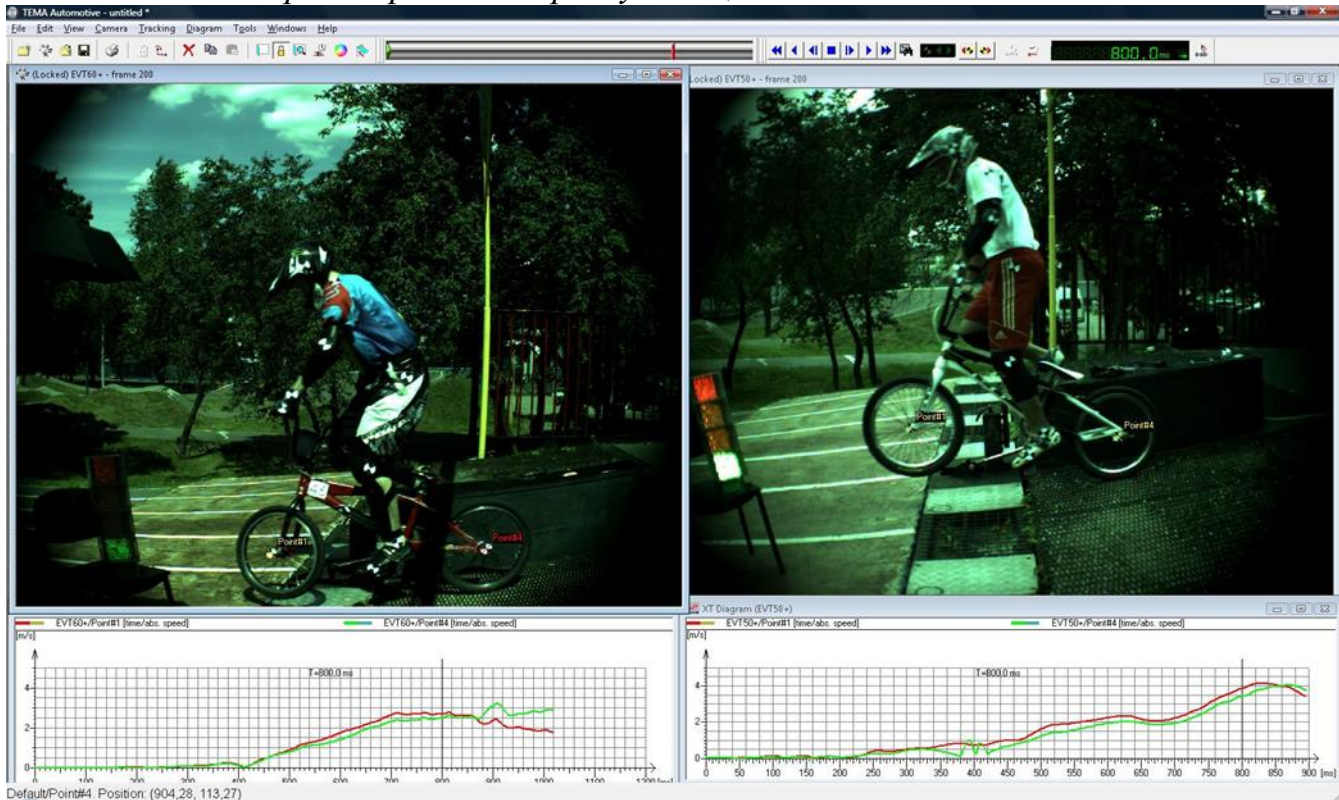 TEMA Automotive - untitled *
File Edit View Camera Tracking Diagram Tools Windows Help
800.0ms
(Locked) EVT60+ - frame 200
Locked) EVT50+ - frame 200
Point#1
Point#4
Point#1
Point#4
XT Diagram (EVT50+)
EVT60+/Point#1 [time/abs. speed] EVT60+/Point#4 [time/abs. speed]
EVT50+/Point#1 [time/abs. speed] EVT50+/Point#4 [time/abs. speed]
[m/s]
T=800,0 ms
4
2
0
0 100 200 300 400 500 600 700 800 900 1000 1100 1200 [ms]
[m/s]
T=800,0 ms
4
2
0
0 50 100 150 200 250 300 350 400 450 500 550 600 650 700 750 800 850 900 [ms]
Default/Point#4. Position: (904,28, 113,27)